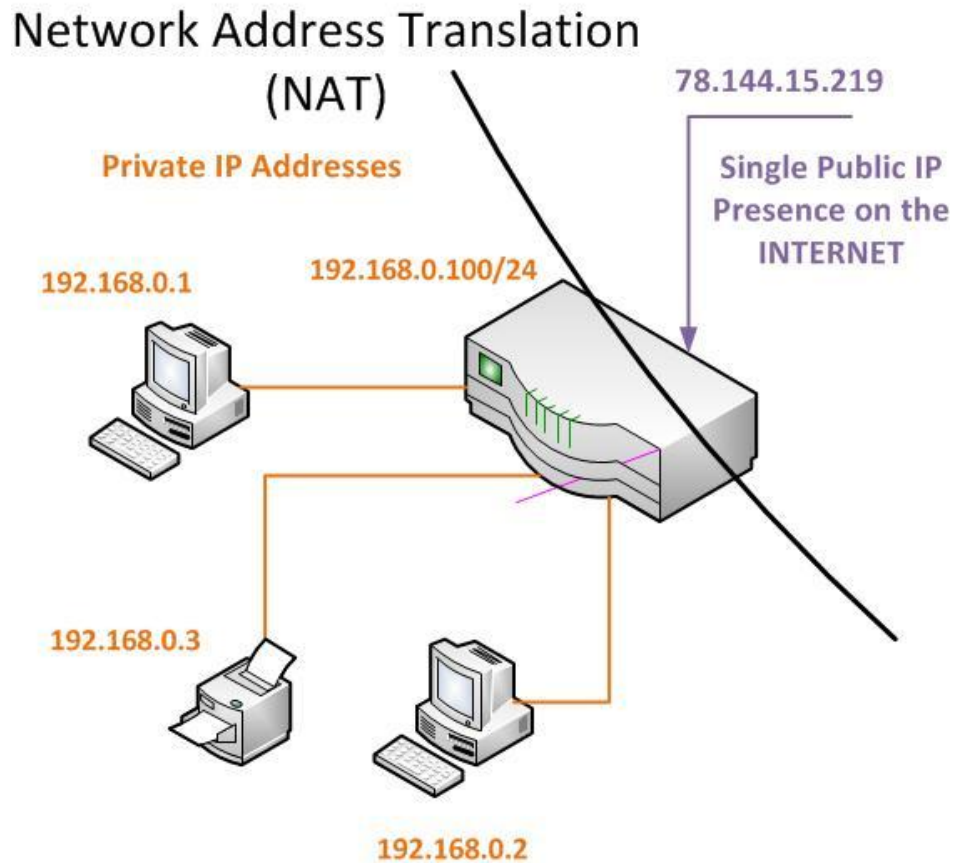 Network Address Translation
(NAT)
78.144.15.219
Private IP Addresses
Single Public IP
Presence on the
INTERNET
192.168.0.1
192.168.0.100/24
192.168.0.3
192.168.0.2